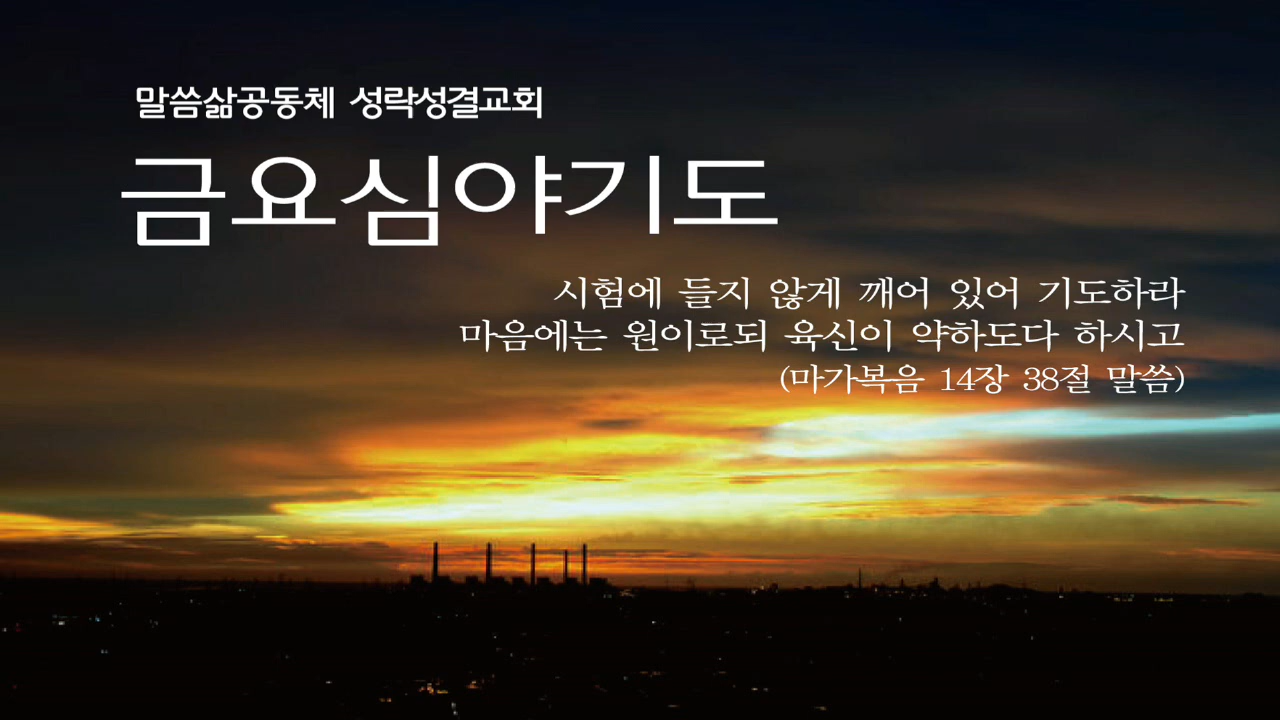 말씀삶공동체 성락성결교회
금요심야기도
시험에 들지 않게 깨어 있어 기도하라
마음에는 원이로되 육신이 약하도다 하시고
(마가복음 14장 38절 말씀)